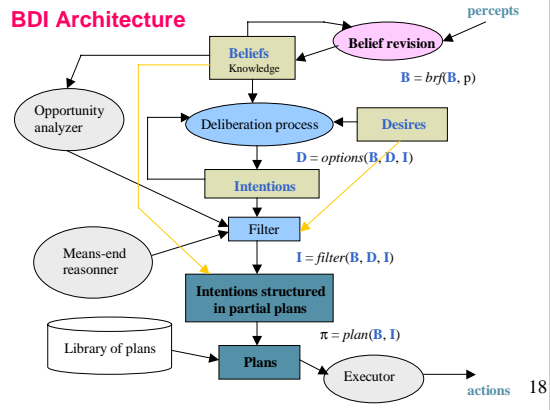 BDI Architecture
percepts
Beliefs
Knowledge
Belief revision
B = brf(B, p)
Opportunity
analyzer
Deliberation process
Desires
D = options(B, D, I)
Intentions
Filter
Means-end
reasonner
I = filter(B, D, I)
Intentions structured
in partial plans
π = plan(B, I)
Library of plans
Plans
Executor
actions
18